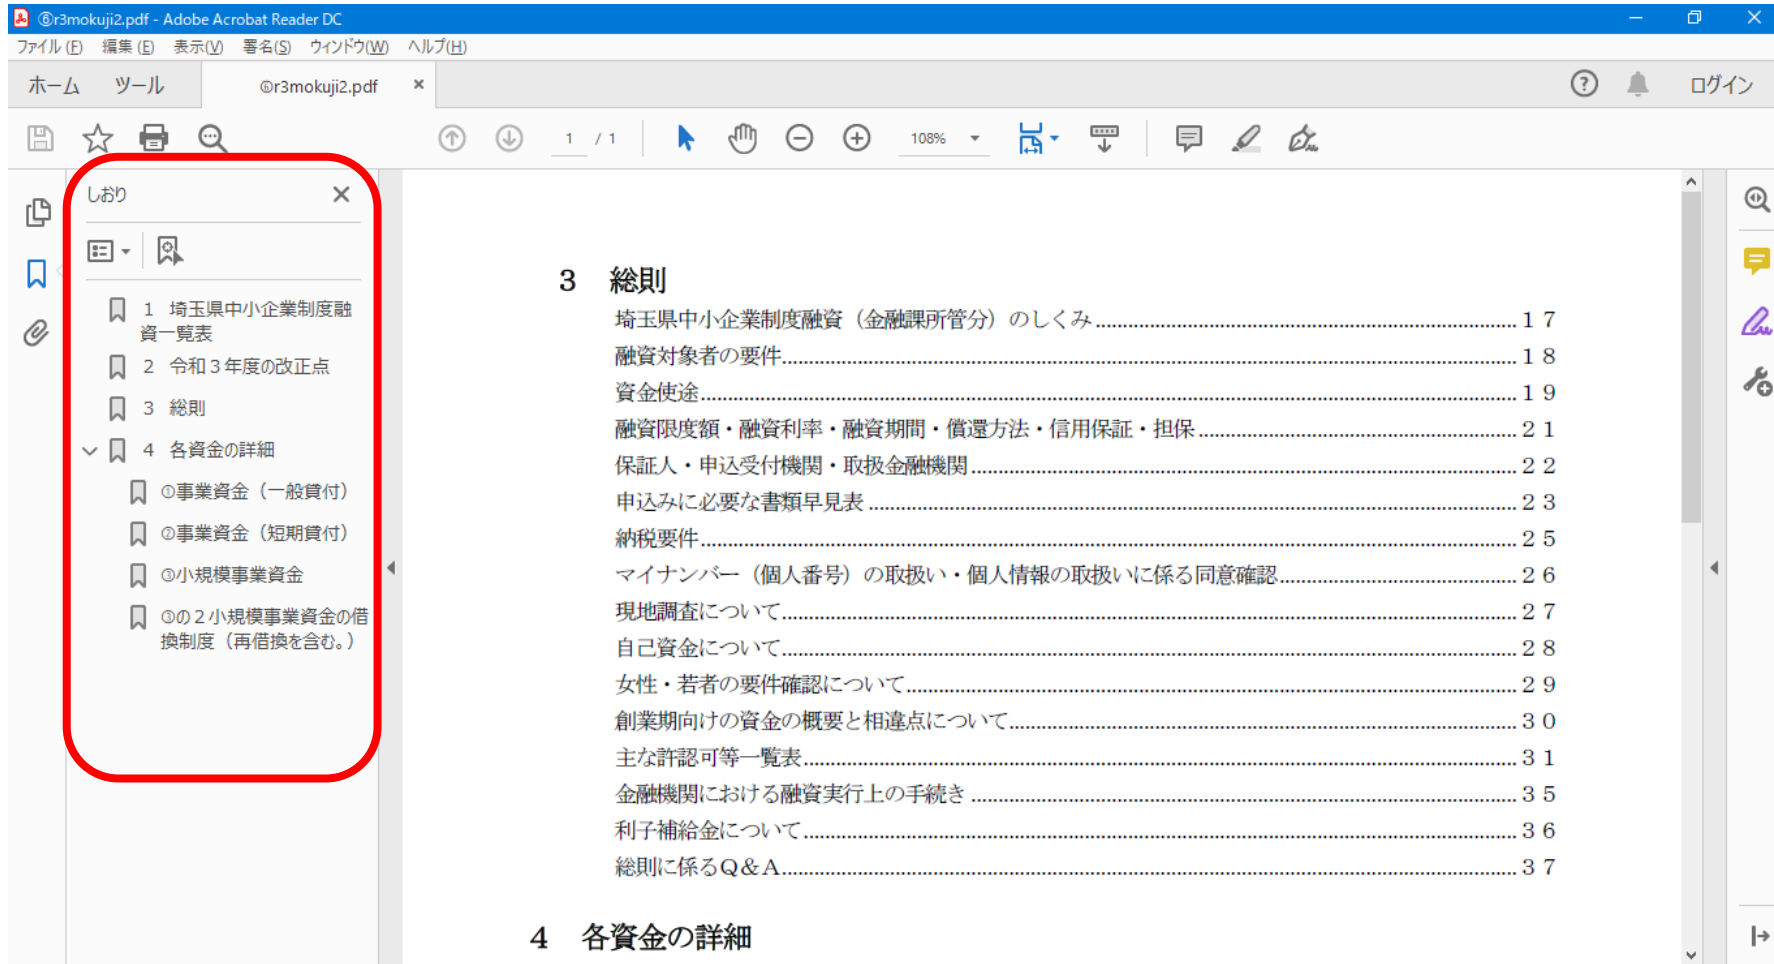 ⑥r3mokuji2.pdf - Adobe Acrobat Reader DC
ファイル(F) 編集(E) 表示(V) 署名(S) ウィンドウ(W) ヘルプ(H)
ホーム ツール ⑥r3mokuji2.pdf × ログイン
1 / 1 108%
しおり
1 埼玉県中小企業制度融
資一覧表
2 令和3年度の改正点
3 総則
4 各資金の詳細
①事業資金(一般貸付)
②事業資金(短期貸付)
③小規模事業資金
③の2小規模事業資金の借
換制度(再借換を含む。)
3 総則
埼玉県中小企業制度融資(金融課所管分)のしくみ......17
融資対象者の要件......18
資金使途......19
融資限度額・融資利率・融資期間・償還方法・信用保証・担保......21
保証人・申込受付機関・取扱金融機関......22
申込みに必要な書類早見表......23
納税要件......25
マイナンバー(個人番号)の取扱い・個人情報の取扱いに係る同意確認......26
現地調査について......27
自己資金について......28
女性・若者の要件確認について......29
創業期向けの資金の概要と相違点について......30
主な許認可等一覧表......31
金融機関における融資実行上の手続き......35
利子補給金について......36
総則に係るQ&A......37
4 各資金の詳細